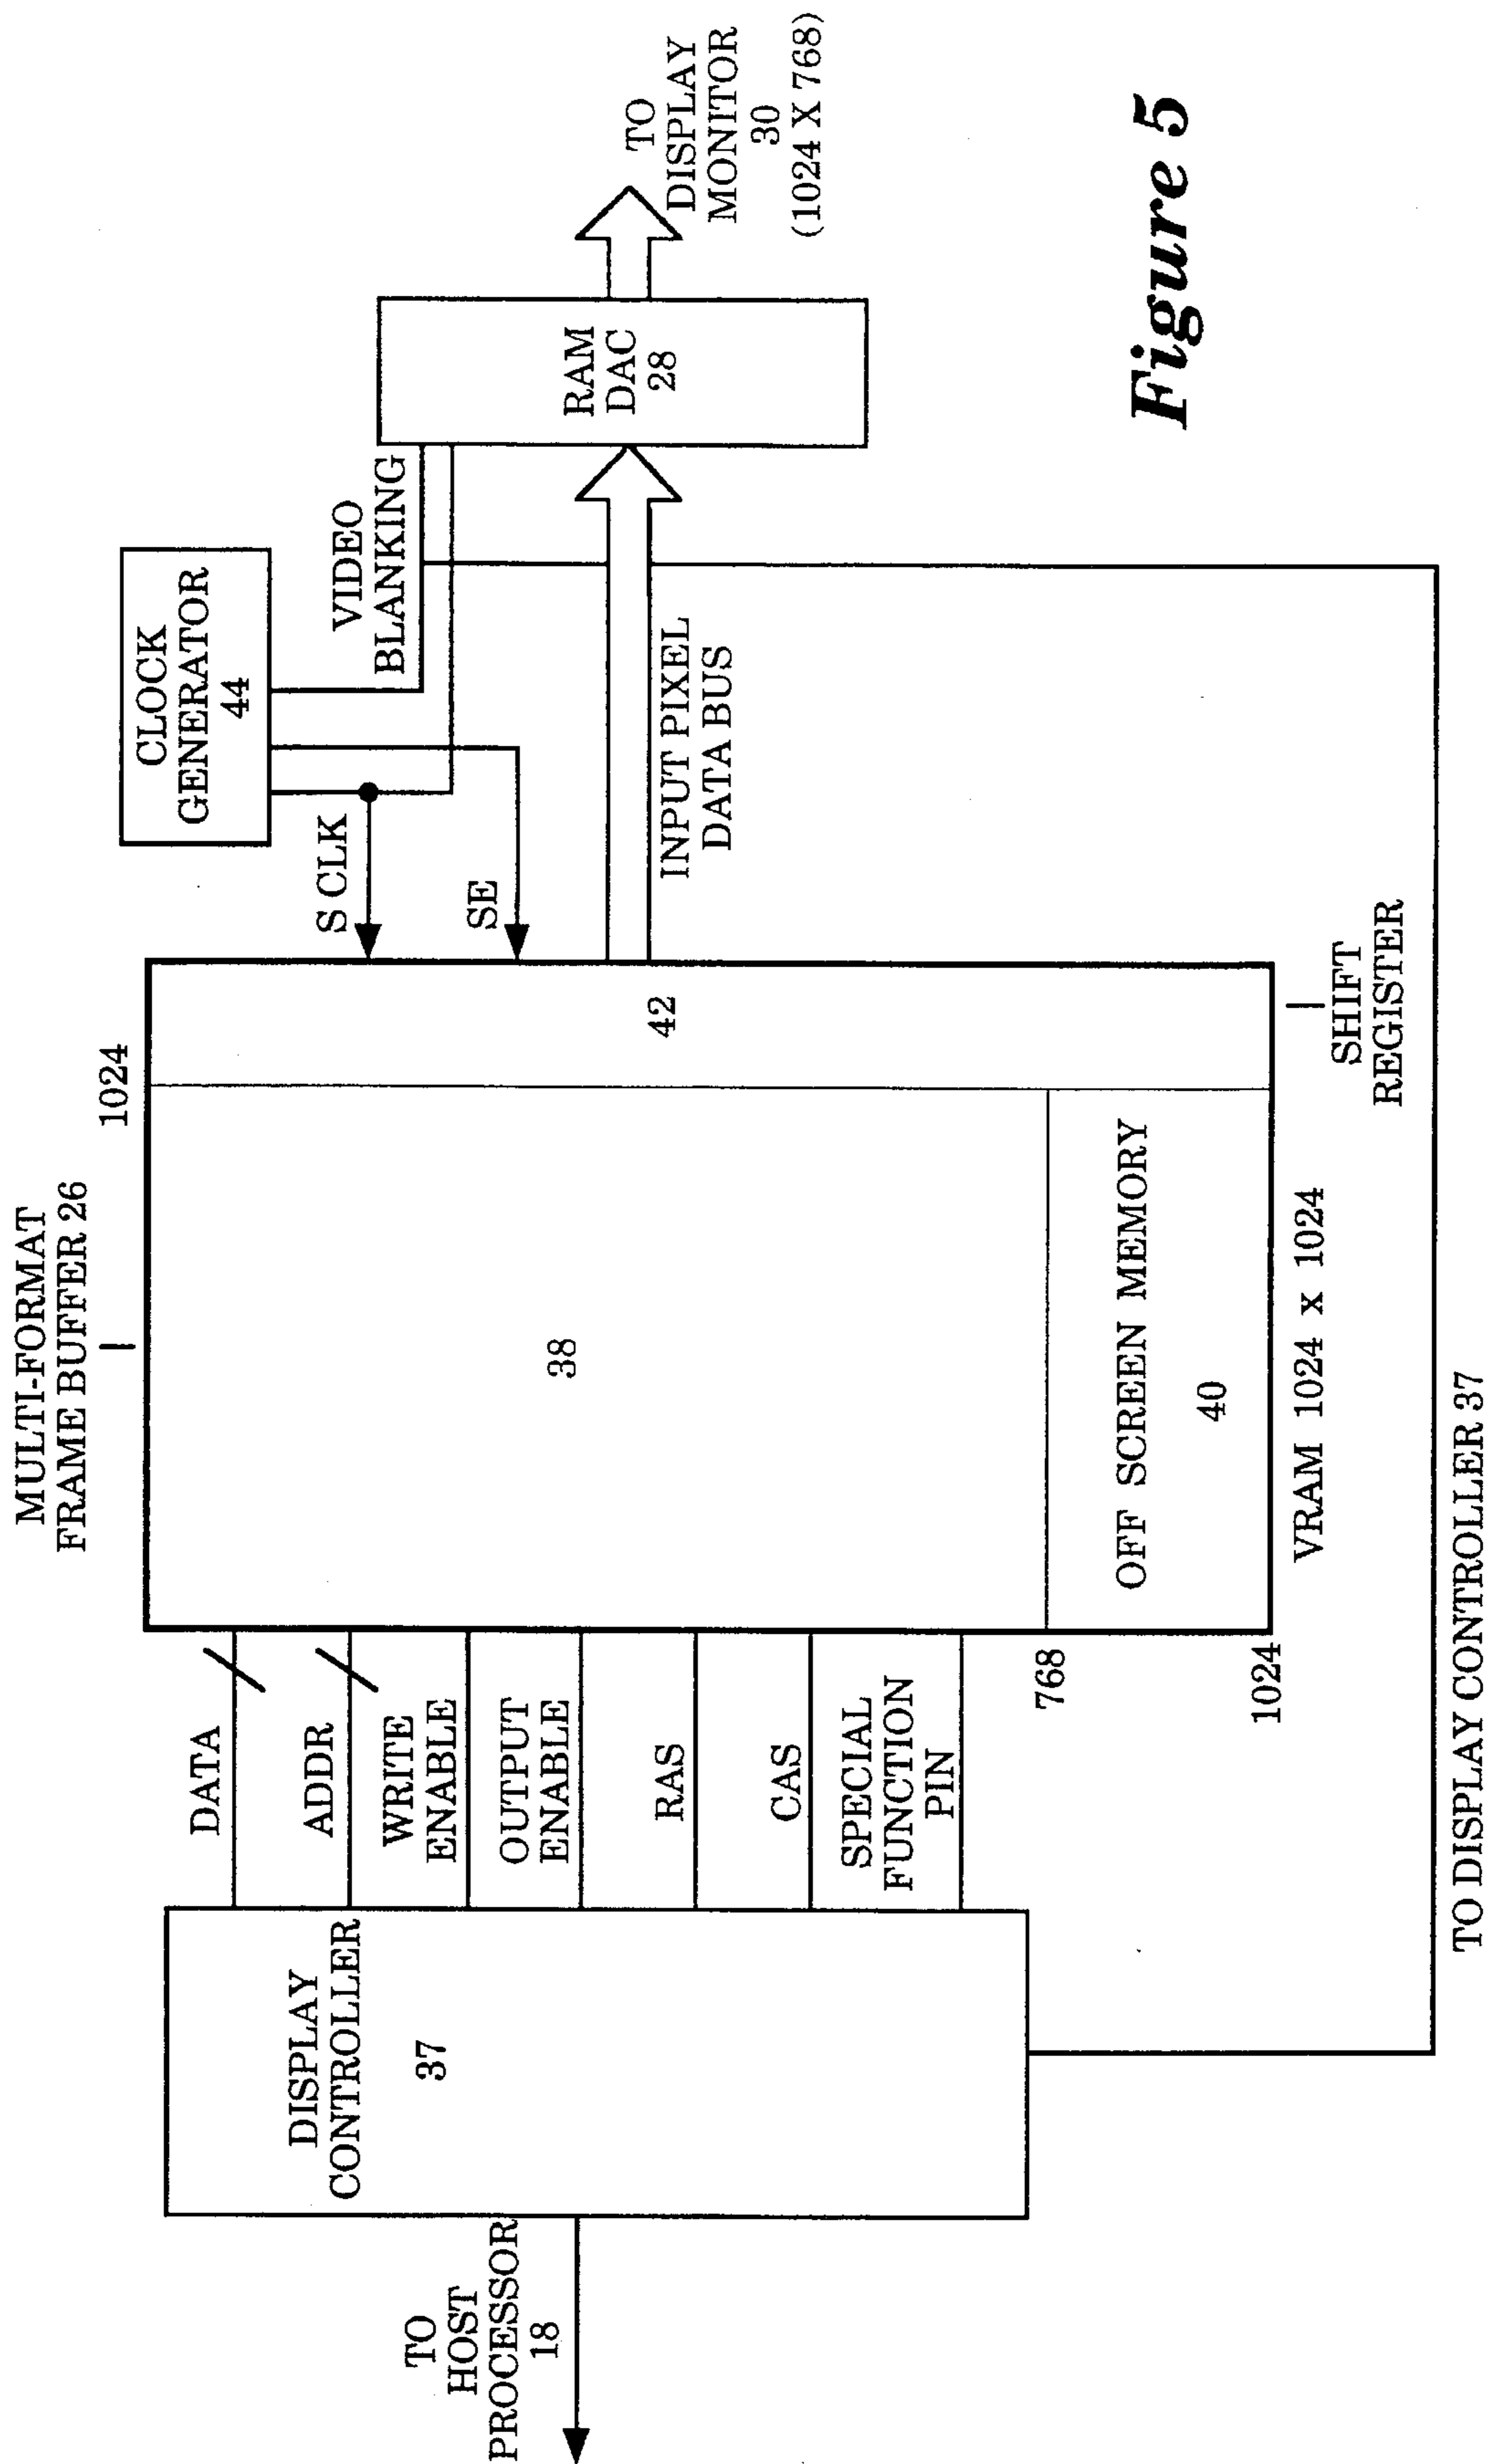 MULTI-FORMAT
FRAME BUFFER 26
1024
CLOCK
GENERATOR
44
DISPLAY
CONTROLLER
37
DATA
ADDR
WRITE
ENABLE
OUTPUT
ENABLE
RAS
CAS
SPECIAL
FUNCTION
PIN
TO
HOST
PROCESSOR
18
38
42
S CLK
SE
VIDEO
BLANKING
INPUT PIXEL
DATA BUS
RAM
DAC
28
TO
DISPLAY
MONITOR
30
(1024 X 768)
768
OFF SCREEN MEMORY
40
1024
VRAM 1024 x 1024
SHIFT
REGISTER
TO DISPLAY CONTROLLER 37
Figure 5